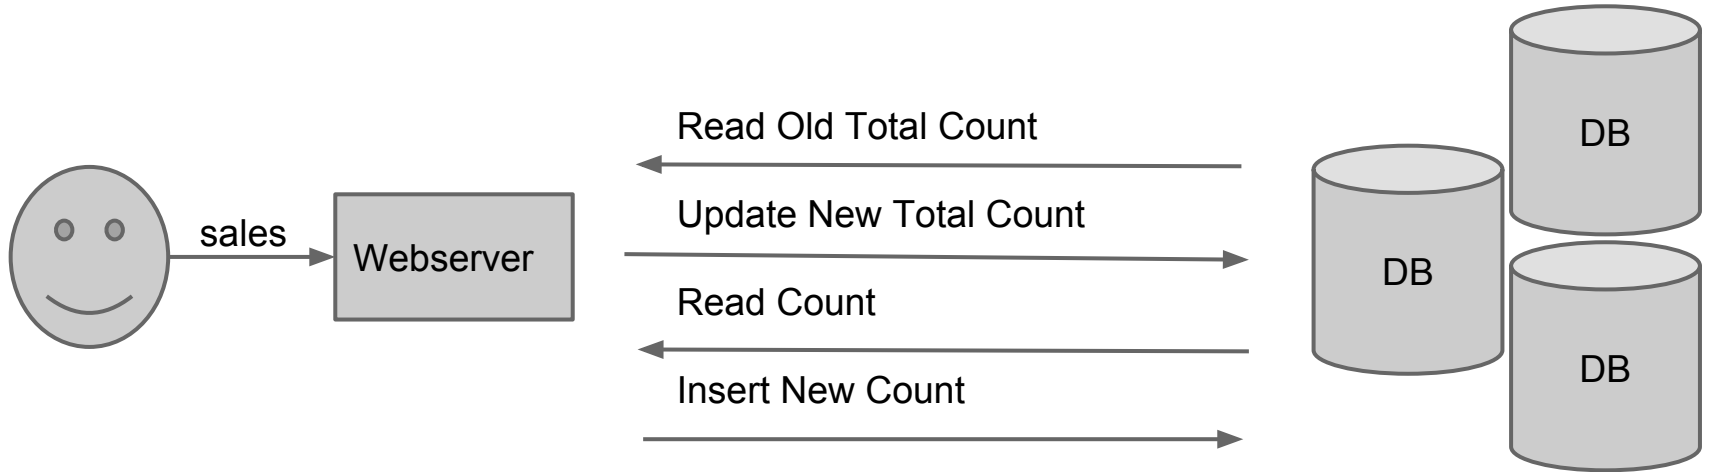 sales
Webserver
Read Old Total Count
Update New Total Count
Read Count
Insert New Count
DB
DB
DB